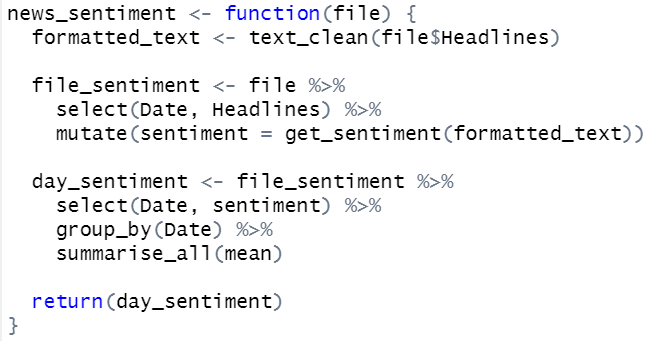 news_sentiment <- function(file) {
  formatted_text <- text_clean(file$Headlines)

  file_sentiment <- file %>%
    select(Date, Headlines) %>%
    mutate(sentiment = get_sentiment(formatted_text))

  day_sentiment <- file_sentiment %>%
    select(Date, sentiment) %>%
    group_by(Date) %>%
    summarise_all(mean)

  return(day_sentiment)
}